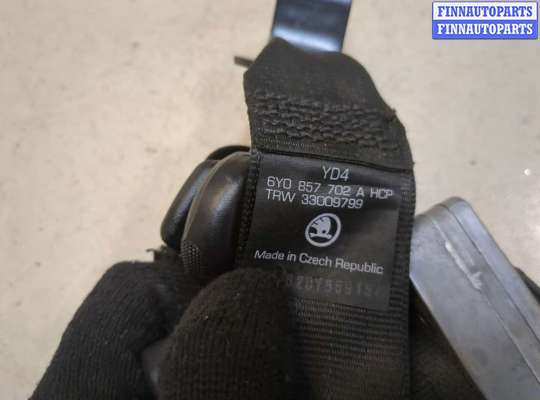 FINNAUTOPARTS
FINNAUTOPARTS
YD4
6Y0 857 702 A HCP
TRW 33009799
Made in Czech Republic